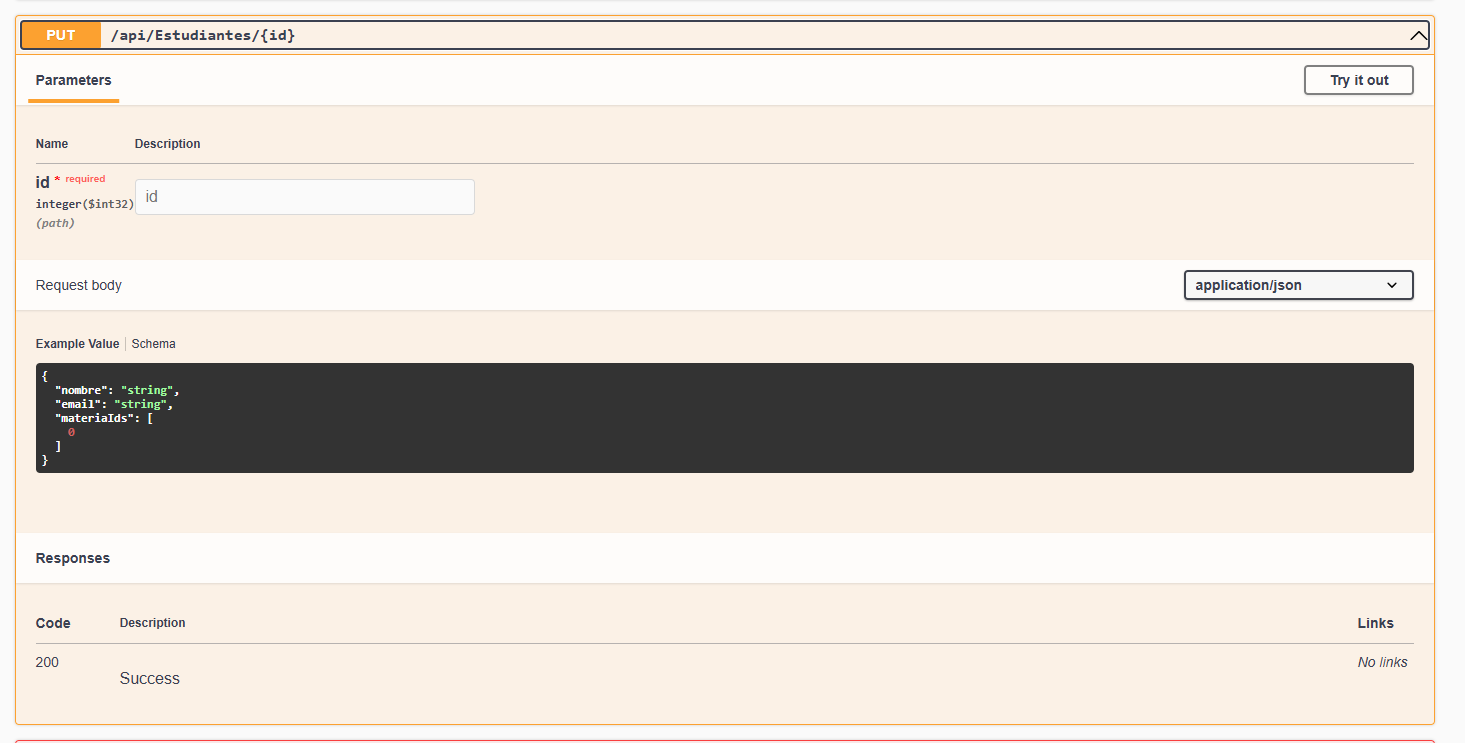 PUT /api/Estudiantes/{id}
Parameters Try it out
Name Description
id * required
integer($int32) id
(path)
Request body application/json
Example Value Schema
{
"nombre": "string",
"email": "string",
"materiaIds": [
0
]
}
Responses
Code Description Links
200 No links
Success